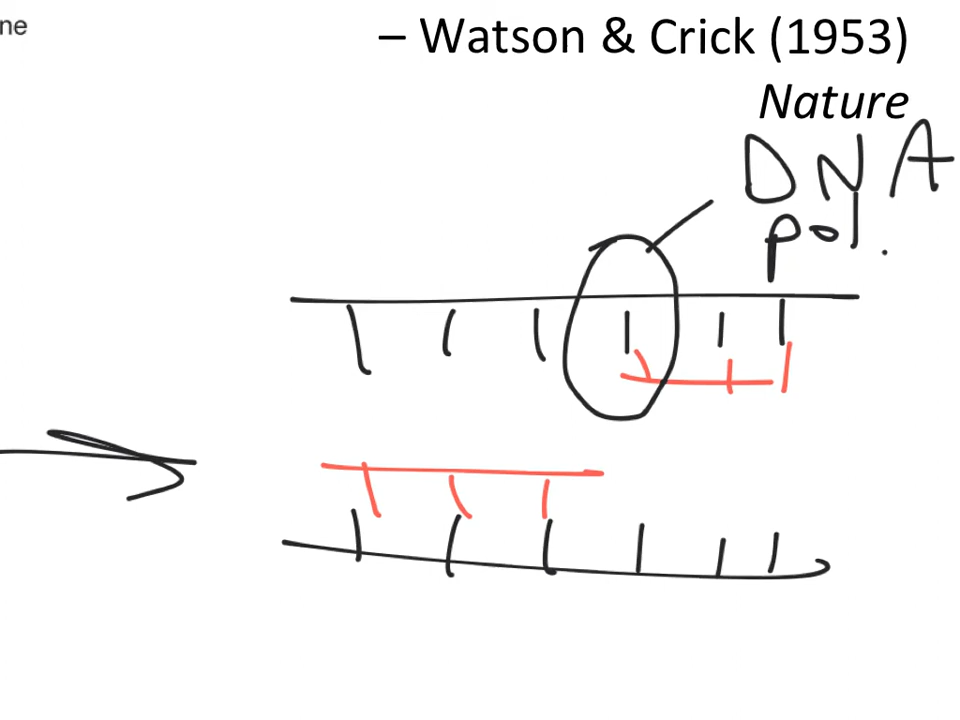 ne
– Watson & Crick (1953)
Nature
DNA
pol.